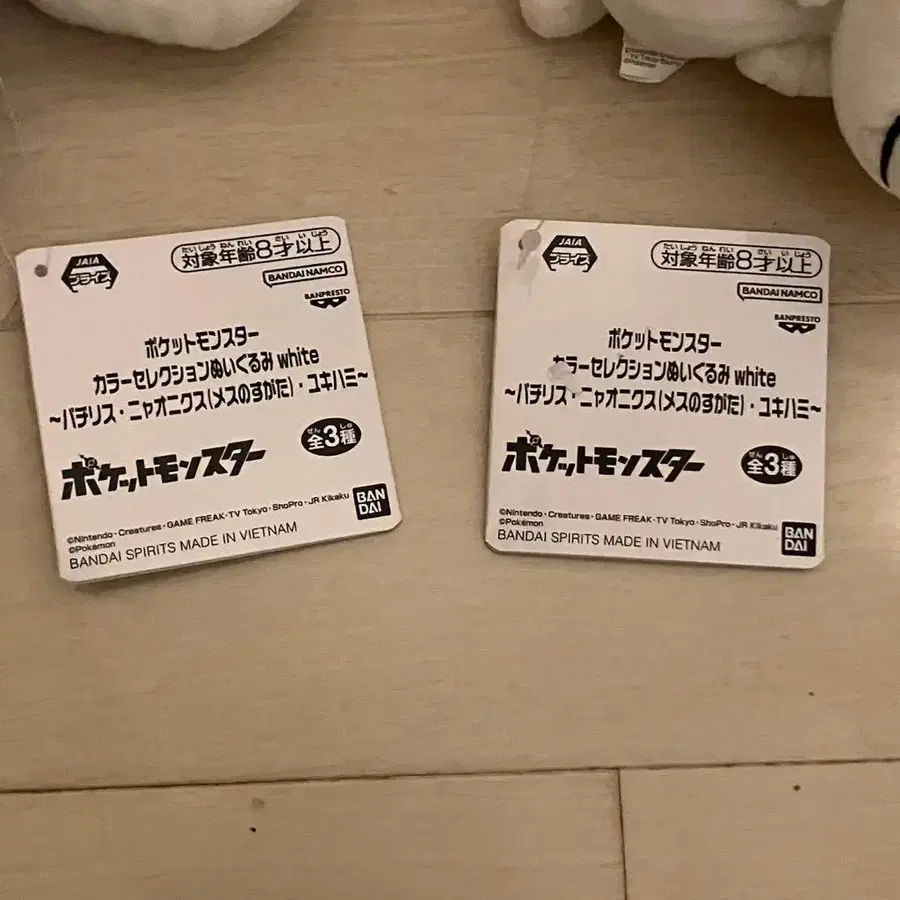 JAIA
プライズ
たいしょう ねん れい さい い じょう
対象年齢8才以上
BANDAI NAMCO
BANPRESTO
ポケットモンスター
カラーセレクションぬいぐるみ white
～パチリス・ニャオニクス(メスのすがた)・ユキハミ～
ポケットモンスター
ぜん しゅ
全3種
©Nintendo・Creatures・GAME FREAK・TV Tokyo・ShoPro・JR Kikaku
©Pokémon
BANDAI SPIRITS MADE IN VIETNAM
BAN
DAI
JAIA
プライズ
たいしょう ねん れい さい い じょう
対象年齢8才以上
BANDAI NAMCO
BANPRESTO
ポケットモンスター
カラーセレクションぬいぐるみ white
～パチリス・ニャオニクス(メスのすがた)・ユキハミ～
ポケットモンスター
ぜん しゅ
全3種
©Nintendo・Creatures・GAME FREAK・TV Tokyo・ShoPro・JR Kikaku
©Pokémon
BANDAI SPIRITS MADE IN VIETNAM
BAN
DAI